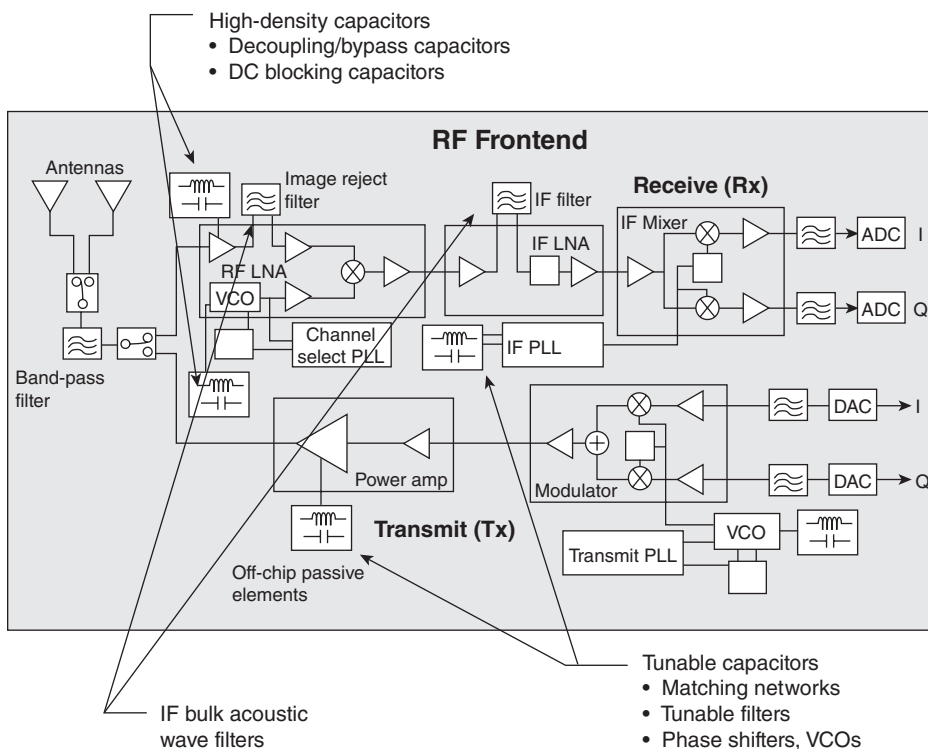 High-density capacitors
• Decoupling/bypass capacitors
• DC blocking capacitors
RF Frontend
Antennas
Image reject
filter
IF filter
Receive (Rx)
IF Mixer
ADC
I
RF LNA
IF LNA
VCO
ADC
Q
Channel
select PLL
IF PLL
Band-pass
filter
DAC
I
Power amp
Modulator
DAC
Q
Transmit (Tx)
VCO
Transmit PLL
Off-chip passive
elements
Tunable capacitors
• Matching networks
• Tunable filters
• Phase shifters, VCOs
IF bulk acoustic
wave filters